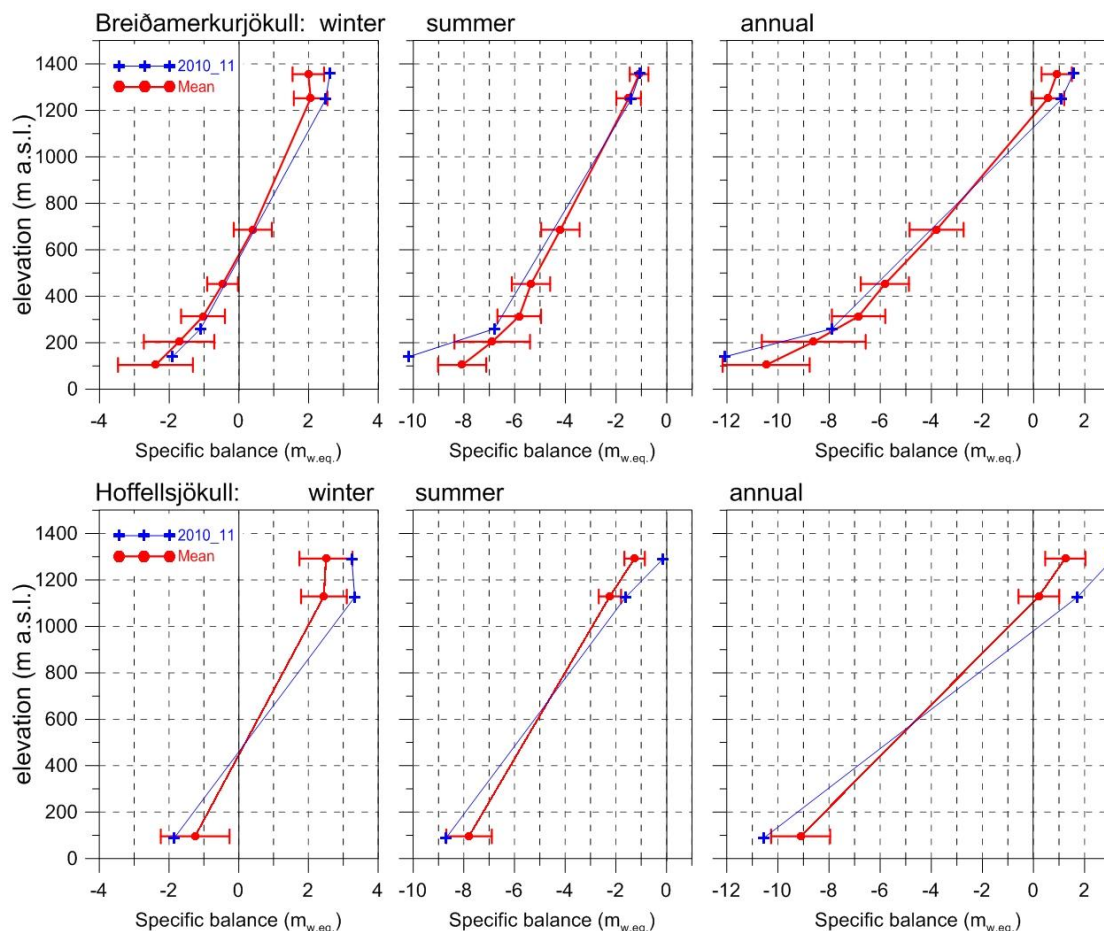 Breiðamerkurjökull: winter summer annual
2010_11
Mean
elevation (m a.s.l.)
1400
1200
1000
800
600
400
200
0
-4 -2 0 2 4 -10 -8 -6 -4 -2 0 -12 -10 -8 -6 -4 -2 0 2
Specific balance (mw.eq.) Specific balance (mw.eq.) Specific balance (mw.eq.)
Hoffellsjökull: winter summer annual
2010_11
Mean
elevation (m a.s.l.)
1400
1200
1000
800
600
400
200
0
-4 -2 0 2 4 -10 -8 -6 -4 -2 0 -12 -10 -8 -6 -4 -2 0 2
Specific balance (mw.eq.) Specific balance (mw.eq.) Specific balance (mw.eq.)